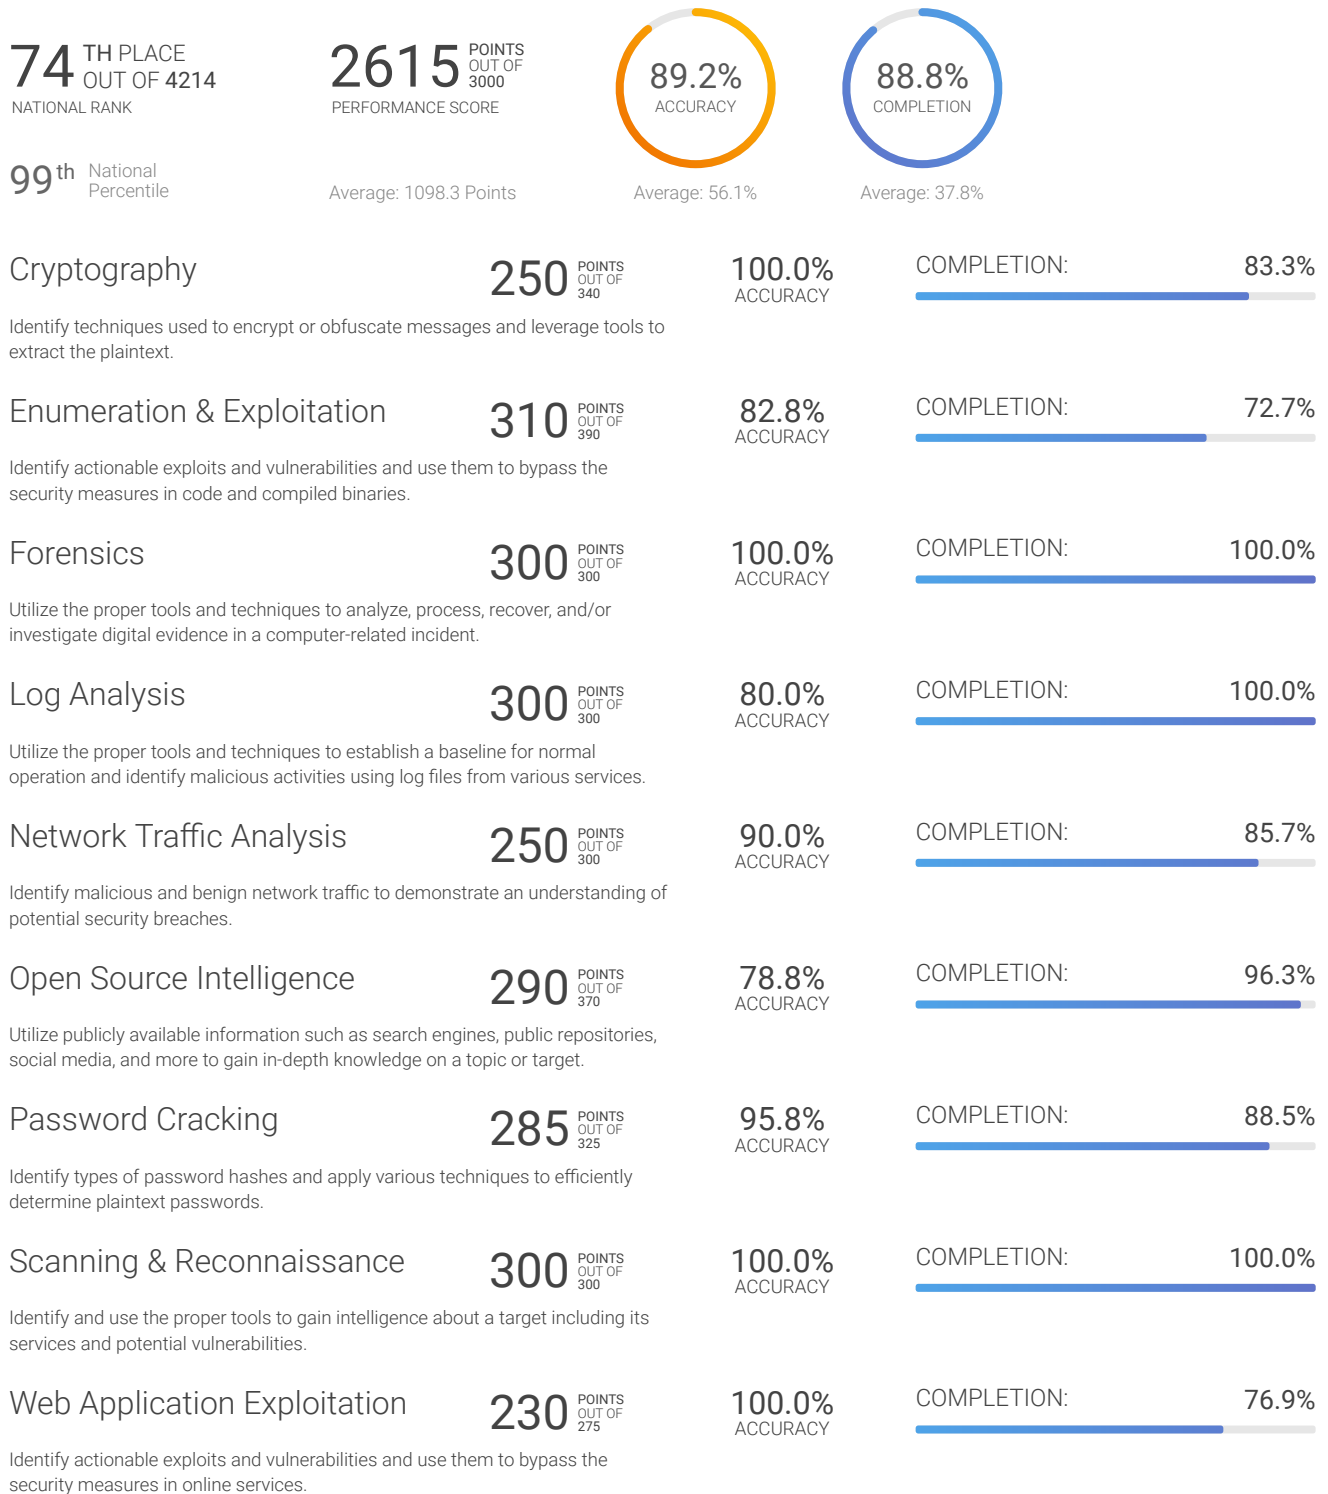 74 TH PLACE
OUT OF 4214
NATIONAL RANK
99th National
Percentile
2615 POINTS
OUT OF
3000
PERFORMANCE SCORE
Average: 1098.3 Points
89.2%
ACCURACY
Average: 56.1%
88.8%
COMPLETION
Average: 37.8%
Cryptography
250 POINTS
OUT OF
340
100.0%
ACCURACY
COMPLETION: 83.3%
Identify techniques used to encrypt or obfuscate messages and leverage tools to
extract the plaintext.
Enumeration & Exploitation
310 POINTS
OUT OF
390
82.8%
ACCURACY
COMPLETION: 72.7%
Identify actionable exploits and vulnerabilities and use them to bypass the
security measures in code and compiled binaries.
Forensics
300 POINTS
OUT OF
300
100.0%
ACCURACY
COMPLETION: 100.0%
Utilize the proper tools and techniques to analyze, process, recover, and/or
investigate digital evidence in a computer-related incident.
Log Analysis
300 POINTS
OUT OF
300
80.0%
ACCURACY
COMPLETION: 100.0%
Utilize the proper tools and techniques to establish a baseline for normal
operation and identify malicious activities using log files from various services.
Network Traffic Analysis
250 POINTS
OUT OF
300
90.0%
ACCURACY
COMPLETION: 85.7%
Identify malicious and benign network traffic to demonstrate an understanding of
potential security breaches.
Open Source Intelligence
290 POINTS
OUT OF
370
78.8%
ACCURACY
COMPLETION: 96.3%
Utilize publicly available information such as search engines, public repositories,
social media, and more to gain in-depth knowledge on a topic or target.
Password Cracking
285 POINTS
OUT OF
325
95.8%
ACCURACY
COMPLETION: 88.5%
Identify types of password hashes and apply various techniques to efficiently
determine plaintext passwords.
Scanning & Reconnaissance
300 POINTS
OUT OF
300
100.0%
ACCURACY
COMPLETION: 100.0%
Identify and use the proper tools to gain intelligence about a target including its
services and potential vulnerabilities.
Web Application Exploitation
230 POINTS
OUT OF
275
100.0%
ACCURACY
COMPLETION: 76.9%
Identify actionable exploits and vulnerabilities and use them to bypass the
security measures in online services.